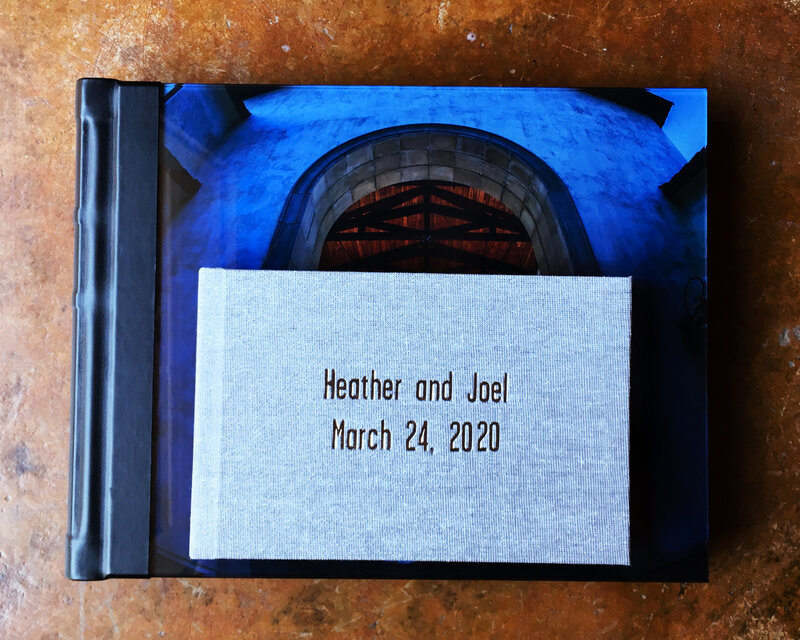 Heather and Joel
March 24, 2020